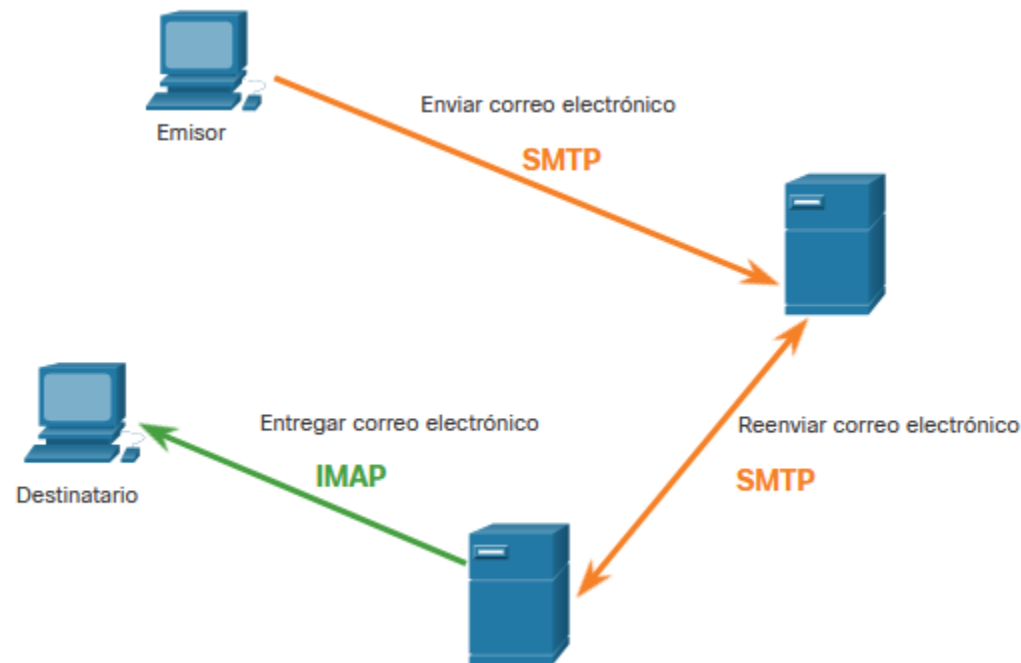 Emisor
Enviar correo electrónico
SMTP
Entregar correo electrónico
IMAP
Destinatario
Reenviar correo electrónico
SMTP